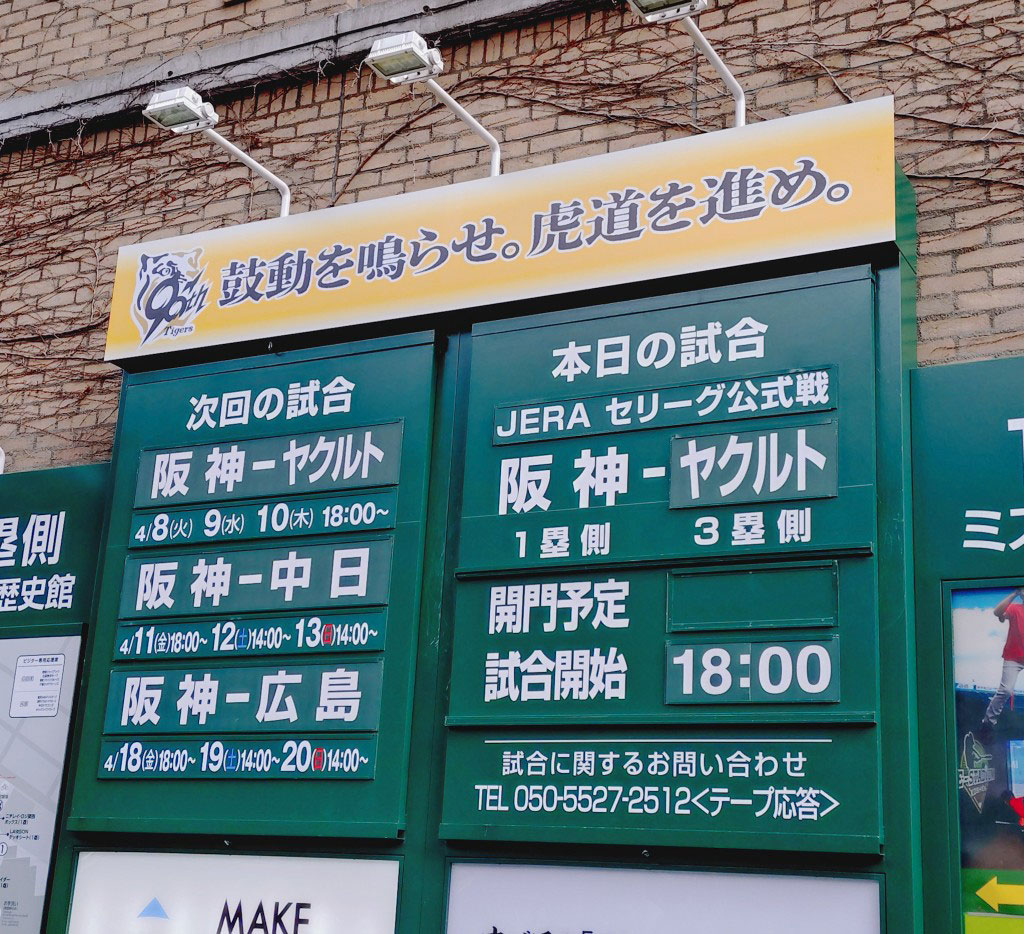 90th
Tigers
鼓動を鳴らせ。虎道を進め。
次回の試合
阪神-ヤクルト
4/8(火) 9(水) 10(木) 18:00~
阪神-中日
4/11(金)18:00~ 12(土)14:00~ 13(日)14:00~
阪神-広島
4/18(金)18:00~ 19(土)14:00~ 20(日)14:00~
本日の試合
JERA セリーグ公式戦
阪神-ヤクルト
1塁側 3塁側
開門予定
試合開始 18:00
試合に関するお問い合わせ
TEL 050-5527-2512<テープ応答>
塁側
歴史館
ミズ
MAKE